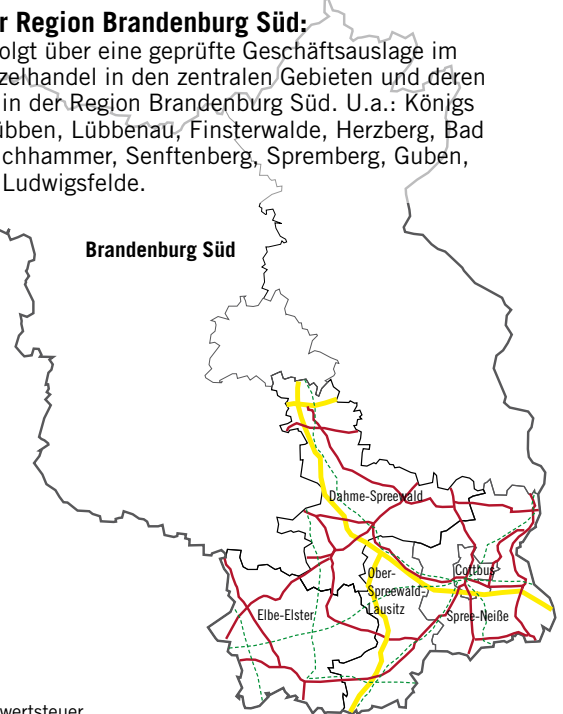 r Region Brandenburg Süd:
olgt über eine geprüfte Geschäftsauslage im
zelhandel in den zentralen Gebieten und deren
in der Region Brandenburg Süd. U.a.: Königs
übben, Lübbenau, Finsterwalde, Herzberg, Bad
chhammer, Senftenberg, Spremberg, Guben,
Ludwigsfelde.
Brandenburg Süd
Dahme-Spreewald
Ober-
Spreewald-
Lausitz
Cottbus
Elbe-Elster
Spree-Neiße
wertsteuer